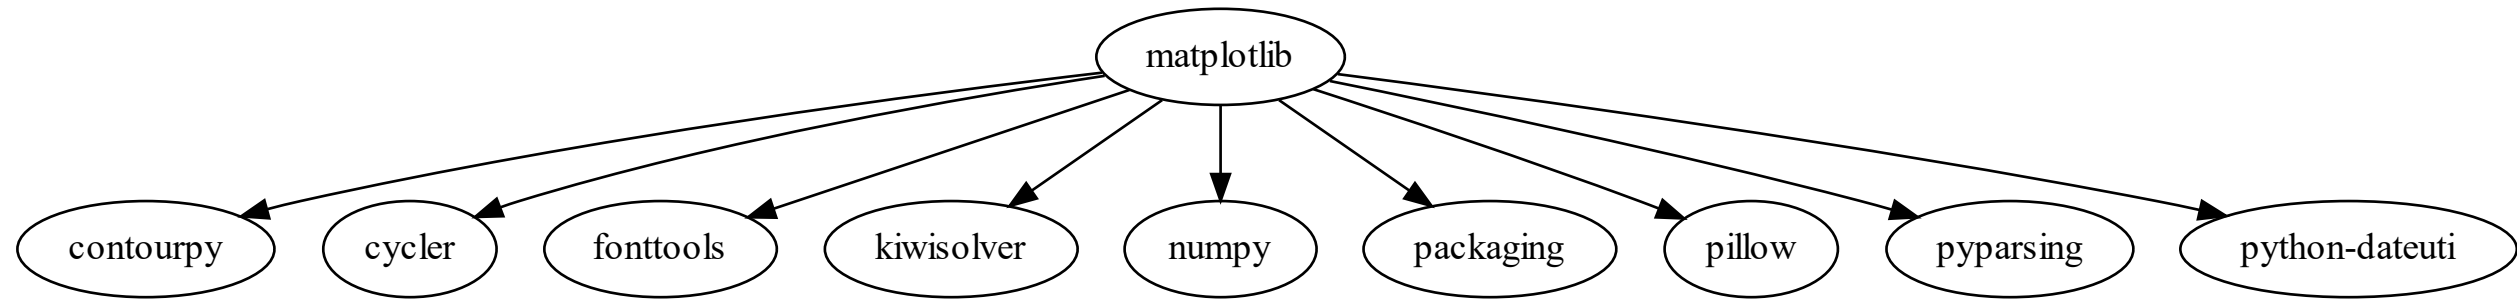 matplotlib
contourpy
cycler
fonttools
kiwisolver
numpy
packaging
pillow
pyparsing
python-dateuti